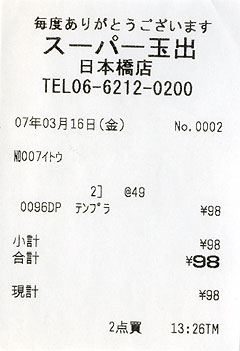 毎度ありがとうございます
スーパー玉出
日本橋店
TEL06-6212-0200
07年03月16日(金) No.0002
NO007イトウ
2] @49
0096DP テンプラ ¥98
小計 ¥98
合計 ¥98
現計 ¥98
2点買 13:26TM